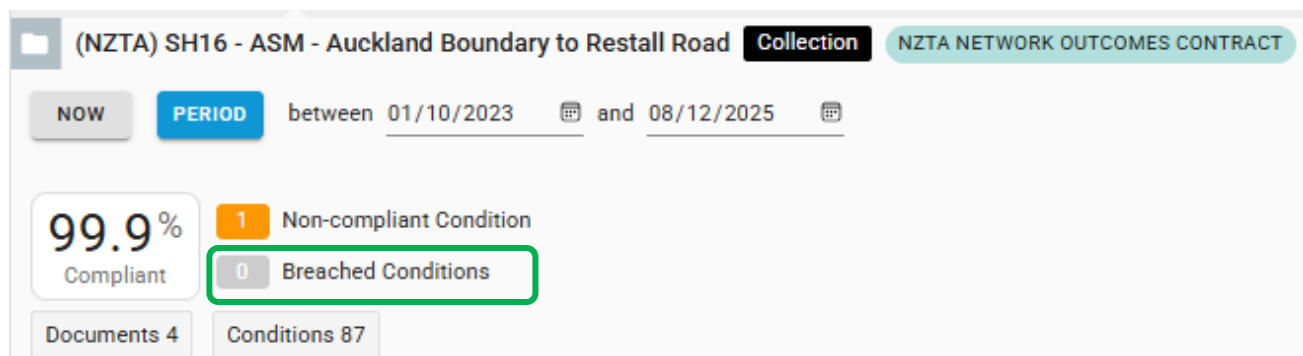 (NZTA) SH16 - ASM - Auckland Boundary to Restall Road Collection NZTA NETWORK OUTCOMES CONTRACT
NOW PERIOD between 01/10/2023 and 08/12/2025
99.9% Compliant
1 Non-compliant Condition
0 Breached Conditions
Documents 4 Conditions 87